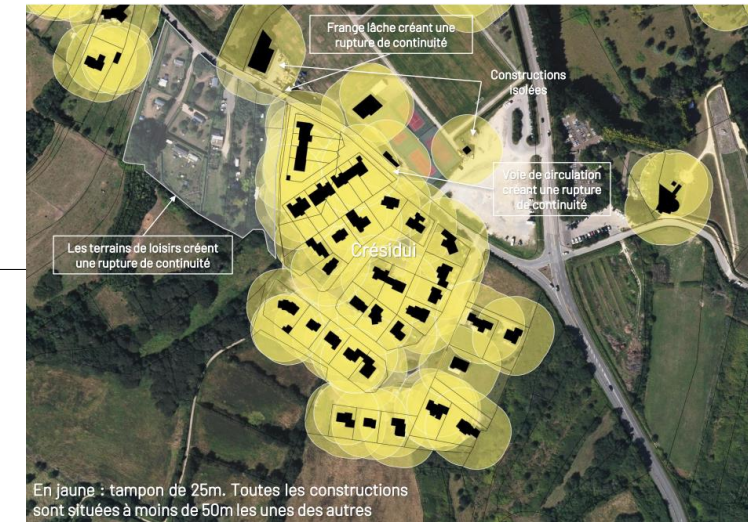 Frange lâche créant une
rupture de continuité
Constructions
isolées
Voie de circulation
créant une rupture
de continuité
Les terrains de loisirs créent
une rupture de continuité
Crésidui
En jaune : tampon de 25m. Toutes les constructions
sont situées à moins de 50m les unes des autres